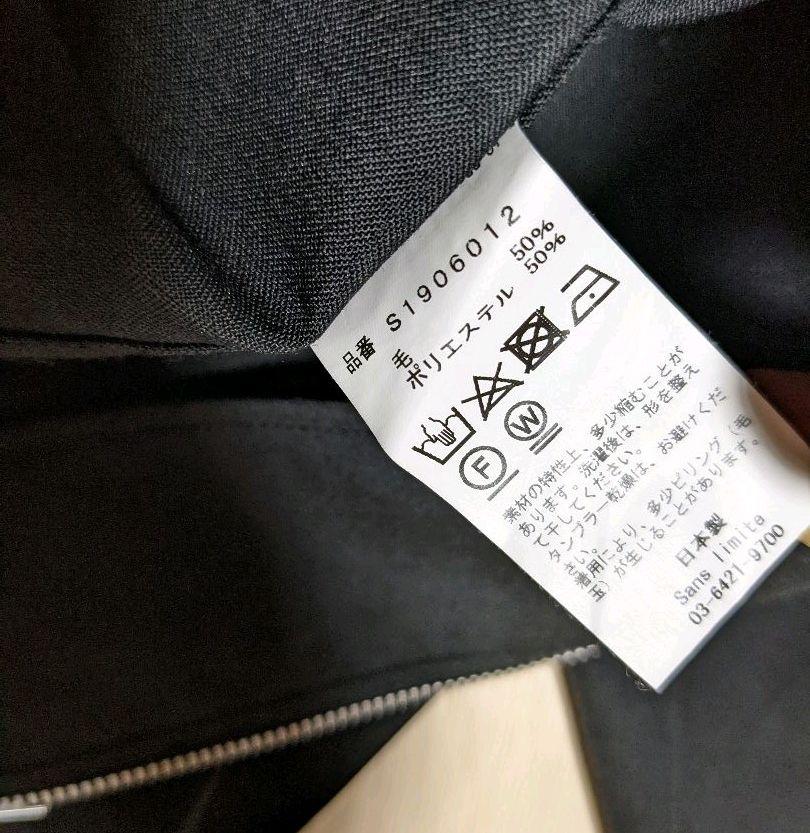 品番 S1906012
毛 50%
ポリエステル 50%
F W
素材の特性上、多少縮むことが
あります。洗濯後は、形を整え
て干してください。
タンブラー乾燥は、お避けくだ
さい。
着用により、多少ピリング（毛
玉）が生じることがあります。
日本製
Sans limite
03-6421-9700